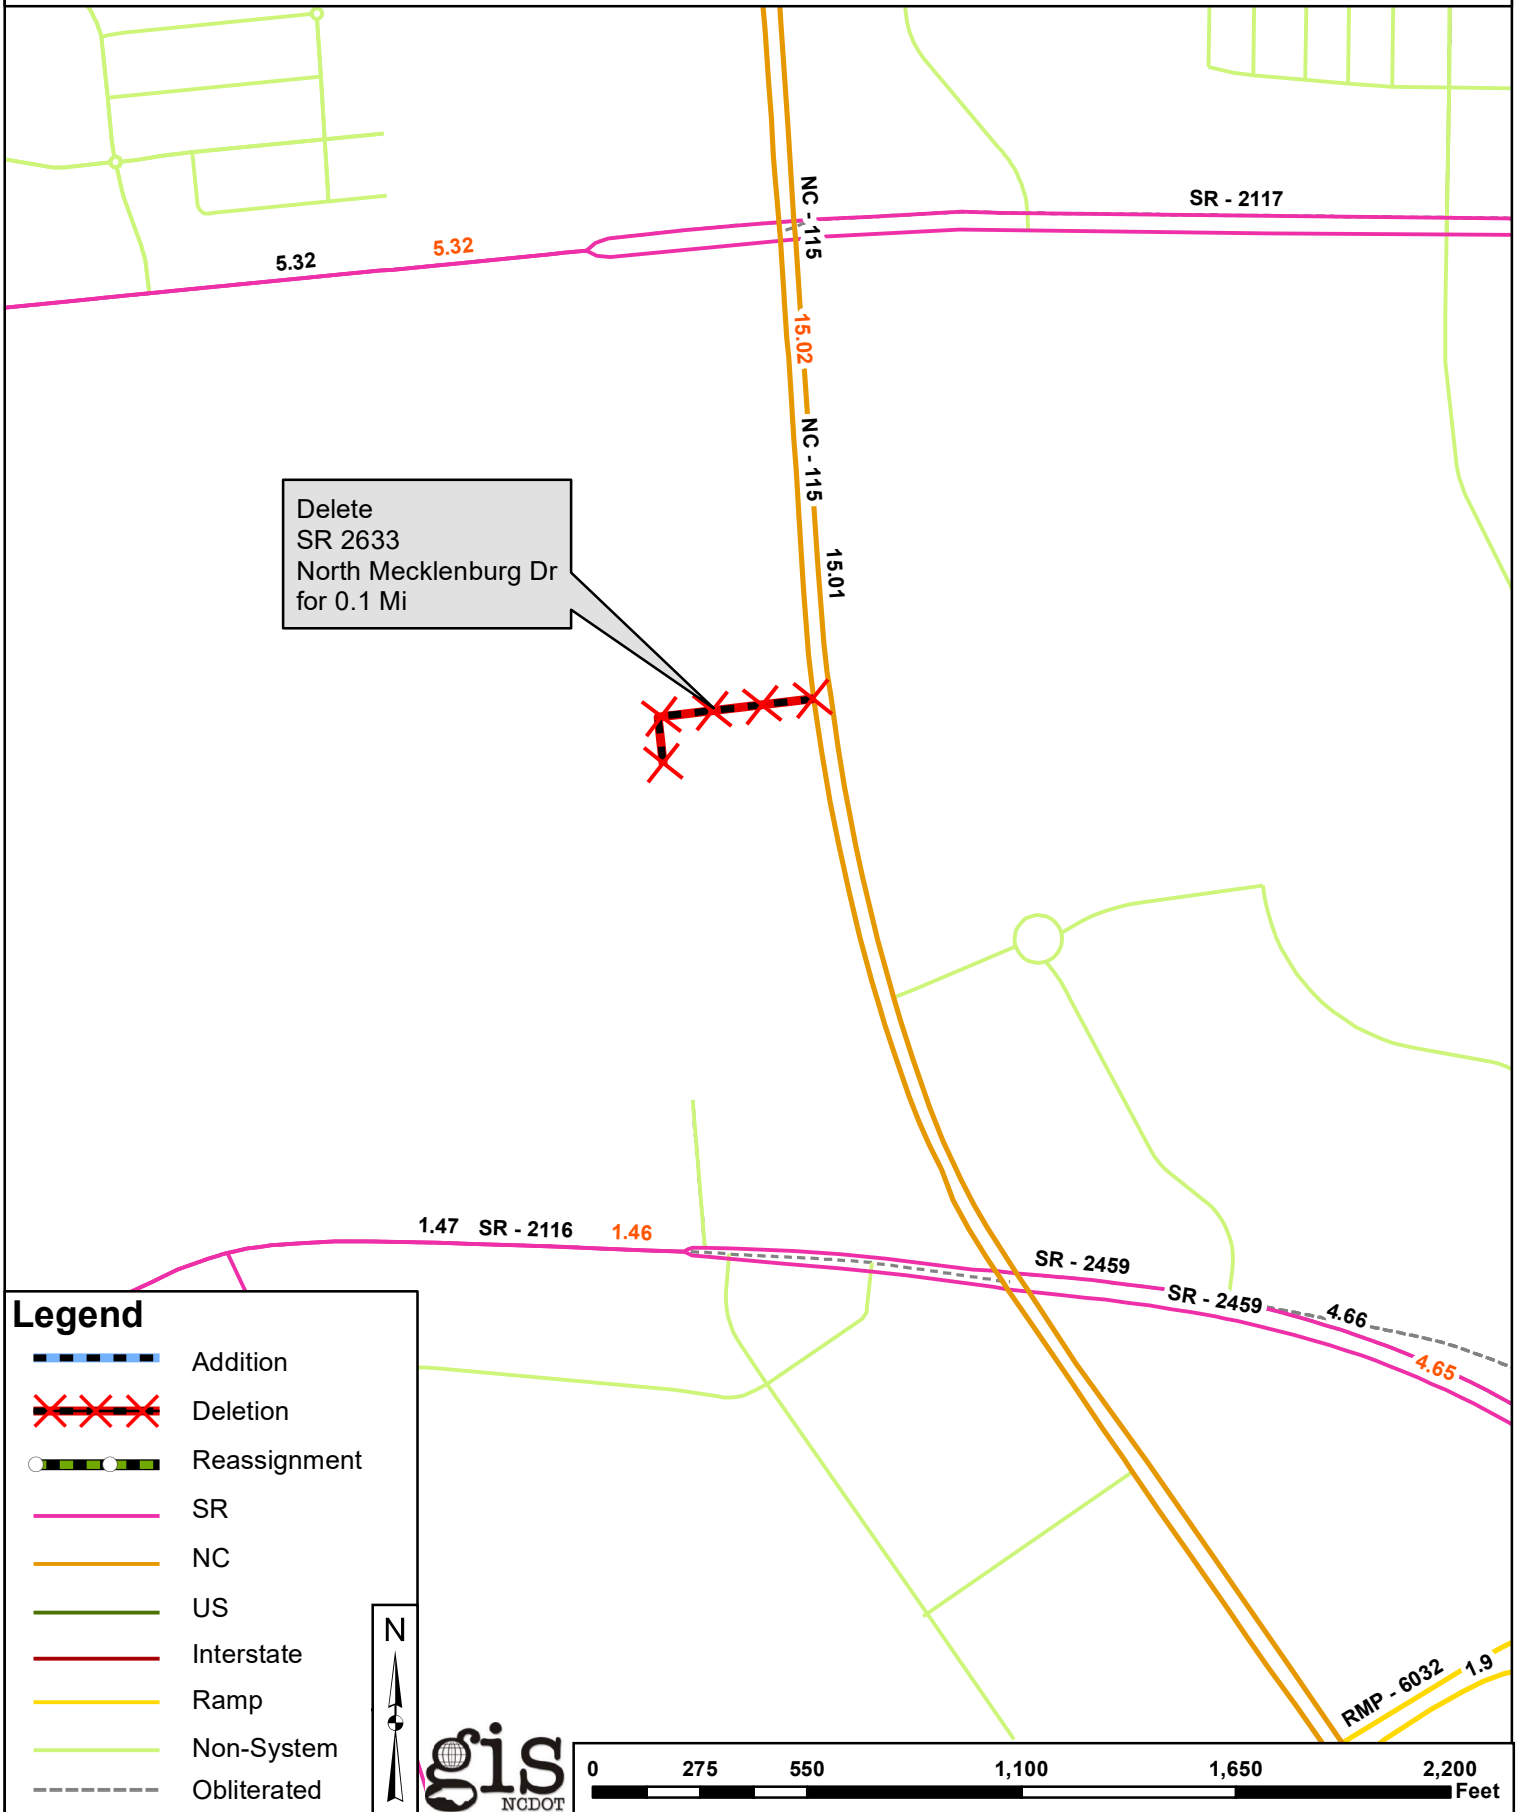 SR - 2117
NC - 115
5.32
5.32
15.02
NC - 115
Delete
SR 2633
North Mecklenburg Dr
for 0.1 Mi
15.01
1.47
SR - 2116
1.46
SR - 2459
SR - 2459
4.66
4.65
RMP - 6032
1.9
Legend
Addition
Deletion
Reassignment
SR
NC
US
Interstate
Ramp
Non-System
Obliterated
N
gis
NCDOT
0 275 550 1,100 1,650 2,200
Feet